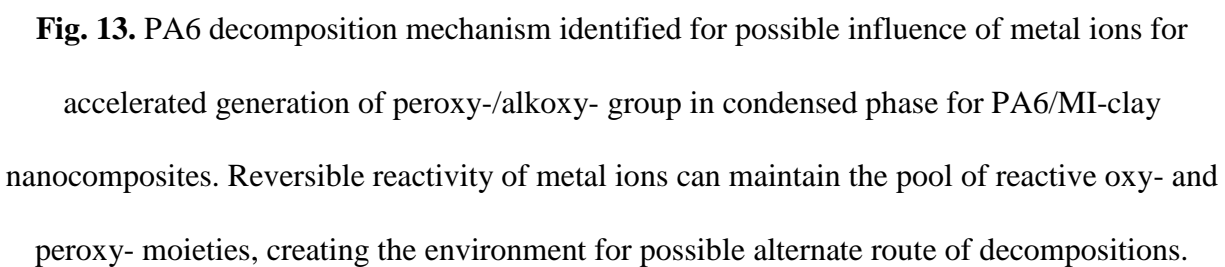 Fig. 13. PA6 decomposition mechanism identified for possible influence of metal ions for
accelerated generation of peroxy-/alkoxy- group in condensed phase for PA6/MI-clay
nanocomposites. Reversible reactivity of metal ions can maintain the pool of reactive oxy- and
peroxy- moieties, creating the environment for possible alternate route of decompositions.